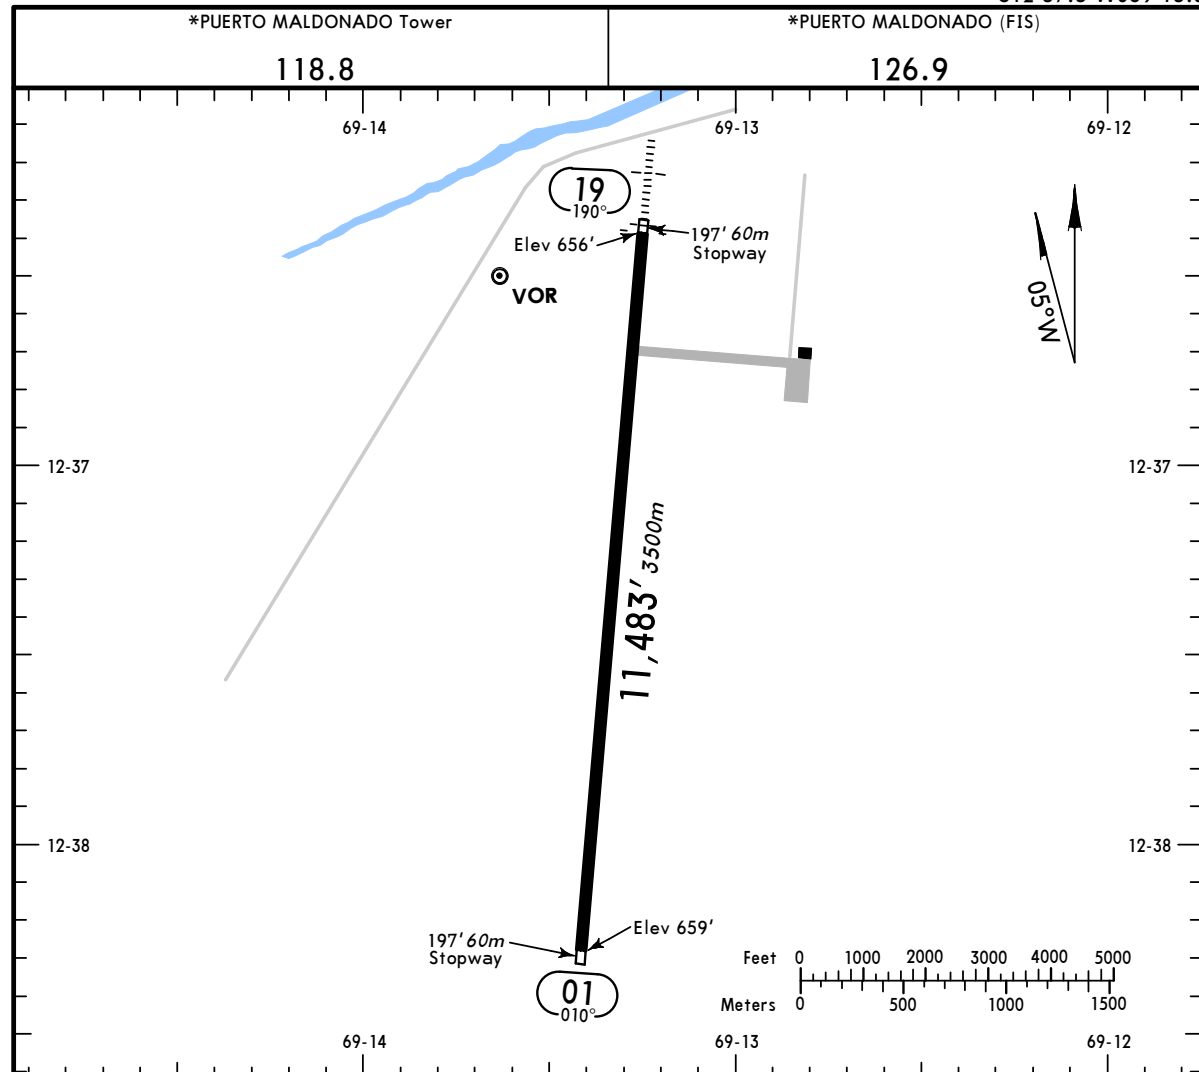 *PUERTO MALDONADO Tower
118.8
*PUERTO MALDONADO (FIS)
126.9
69-14
69-13
69-12
19
190°
Elev 656'
197' 60m
Stopway
VOR
05°W
12-37
12-37
11,483' 3500m
12-38
12-38
197' 60m
Stopway
Elev 659'
01
010°
Feet 0 1000 2000 3000 4000 5000
Meters 0 500 1000 1500
69-14
69-13
69-12